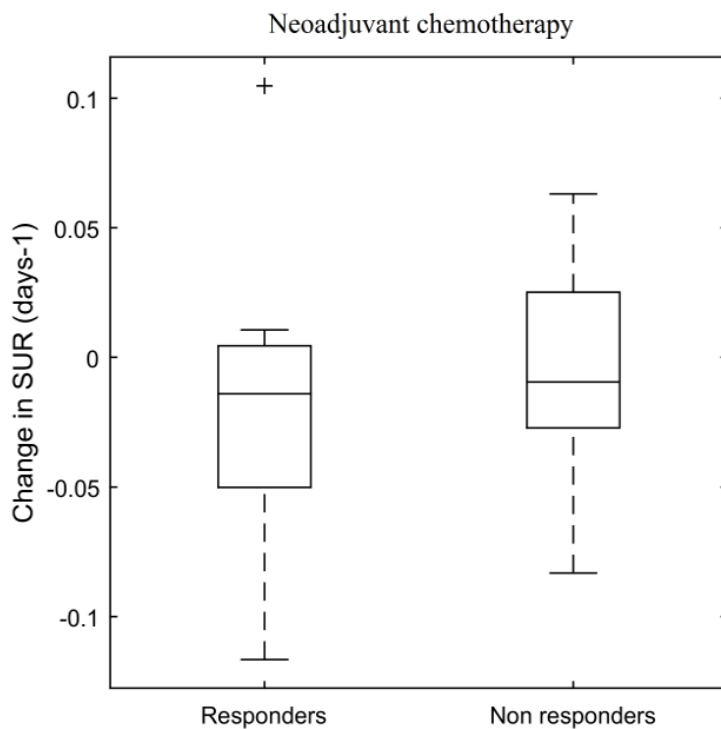 Neoadjuvant chemotherapy
0.1
0.05
0
-0.05
-0.1
Change in SUR (days-1)
Responders
Non responders